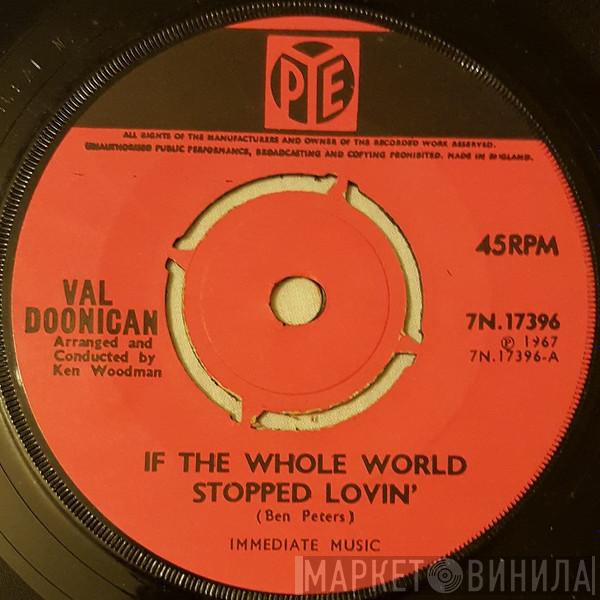 PYE
ALL RIGHTS OF THE MANUFACTURERS AND OWNER OF THE RECORDED WORK RESERVED.
UNAUTHORISED PUBLIC PERFORMANCE, BROADCASTING AND COPYING PROHIBITED. MADE IN ENGLAND.
45RPM
VAL
DOONICAN
Arranged and
Conducted by
Ken Woodman
7N.17396
℗ 1967
7N.17396-A
IF THE WHOLE WORLD
STOPPED LOVIN'
(Ben Peters)
IMMEDIATE MUSIC
МАРКЕТ ВИНИЛА